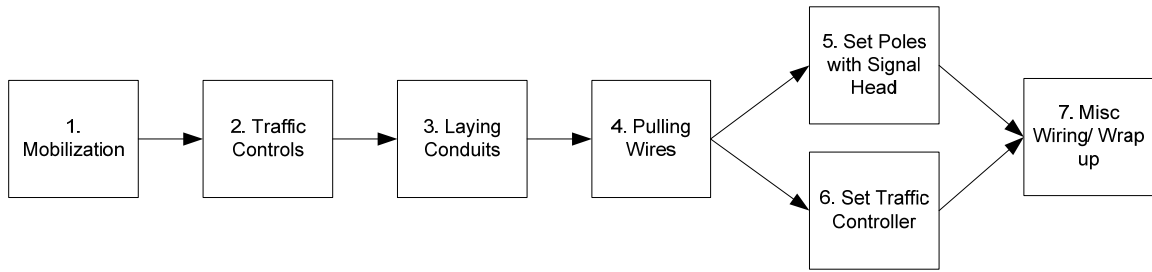 1.
Mobilization
2. Traffic
Controls
3. Laying
Conduits
4. Pulling
Wires
5. Set Poles
with Signal
Head
6. Set Traffic
Controller
7. Misc
Wiring/ Wrap
up